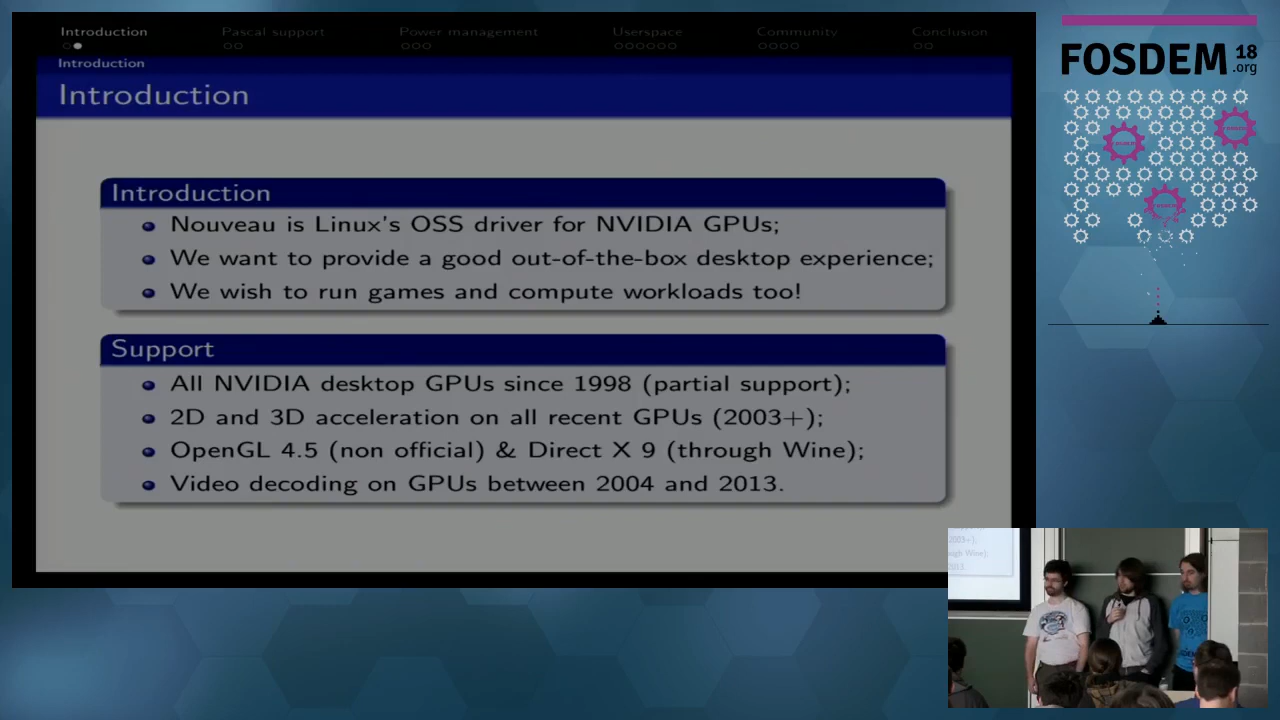 Introduction
Pascal support
Power management
Userspace
Community
Conclusion
Introduction
Introduction
Introduction
Nouveau is Linux's OSS driver for NVIDIA GPUs;
We want to provide a good out-of-the-box desktop experience;
We wish to run games and compute workloads too!
Support
All NVIDIA desktop GPUs since 1998 (partial support);
2D and 3D acceleration on all recent GPUs (2003+);
OpenGL 4.5 (non official) & Direct X 9 (through Wine);
Video decoding on GPUs between 2004 and 2013.
FOSDEM 18
.org
2003+);
Wine);
2013.